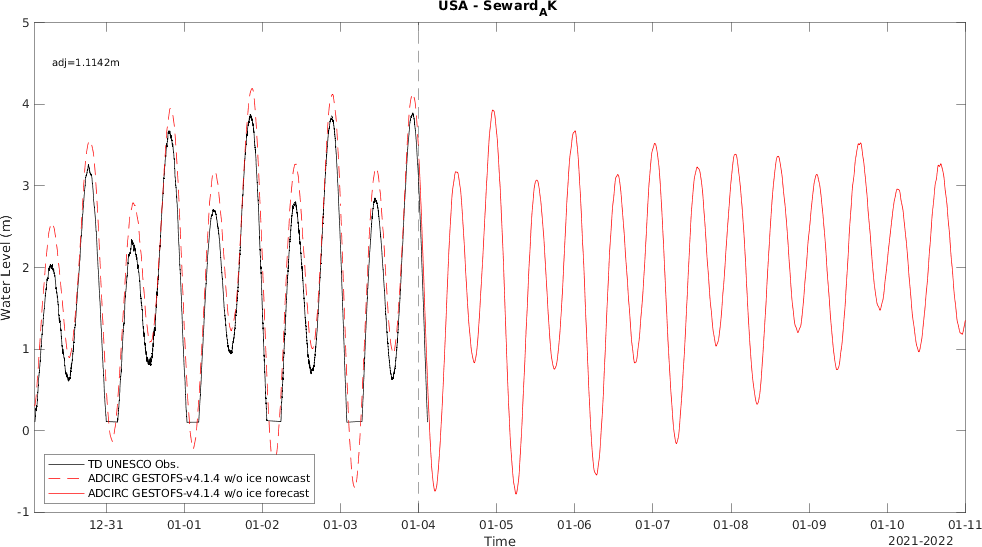 USA - Seward_AK
adj=1.1142m
5
4
3
2
1
0
-1
Water Level (m)
TD UNESCO Obs.
ADCIRC GESTOFS-v4.1.4 w/o ice nowcast
ADCIRC GESTOFS-v4.1.4 w/o ice forecast
12-31 01-01 01-02 01-03 01-04 01-05 01-06 01-07 01-08 01-09 01-10 01-11
Time
2021-2022